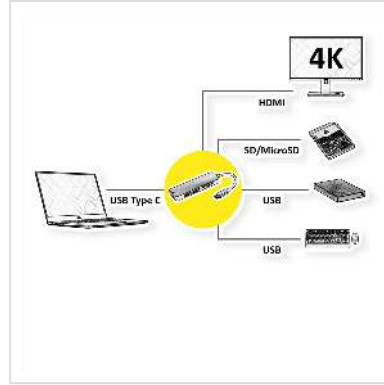 4K
HDMI
SD/MicroSD
USB Type C
USB
USB